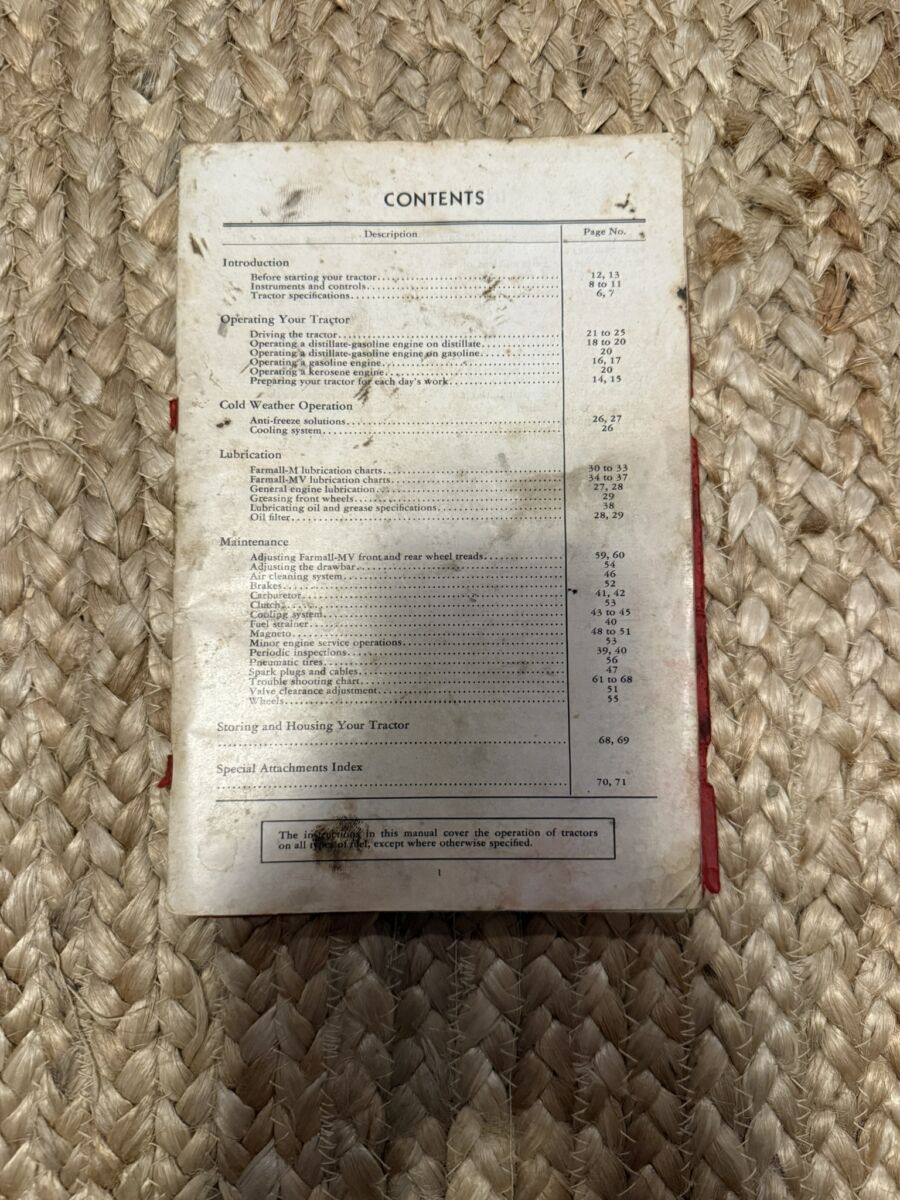 CONTENTS
Description Page No.
Introduction
Before starting your tractor........ 12, 13
Instruments and controls........ 8 to 11
Tractor specifications........ 6, 7
Operating Your Tractor
Driving the tractor........ 21 to 25
Operating a distillate-gasoline engine on distillate........ 18 to 20
Operating a distillate-gasoline engine on gasoline........ 20
Operating a gasoline engine........ 16, 17
Operating a kerosene engine........ 20
Preparing your tractor for each day's work........ 14, 15
Cold Weather Operation
Anti-freeze solutions........ 26, 27
Cooling system........ 26
Lubrication
Farmall-M lubrication charts........ 30 to 33
Farmall-MV lubrication charts........ 34 to 37
General engine lubrication........ 27, 28
Greasing front wheels........ 29
Lubricating oil and grease specifications........ 38
Oil filter........ 28, 29
Maintenance
Adjusting Farmall-MV front and rear wheel treads........ 59, 60
Adjusting the drawbar........ 54
Air cleaning system........ 46
Brakes........ 52
Carburetor........ 41, 42
Clutch........ 53
Cooling system........ 43 to 45
Fuel strainer........ 40
Magneto........ 48 to 51
Minor engine service operations........ 53
Periodic inspections........ 39, 40
Pneumatic tires........ 56
Spark plugs and cables........ 47
Trouble shooting chart........ 61 to 68
Valve clearance adjustment........ 51
Wheels........ 55
Storing and Housing Your Tractor
........ 68, 69
Special Attachments Index
........ 70, 71
The instructions in this manual cover the operation of tractors
on all types of fuel, except where otherwise specified.
1